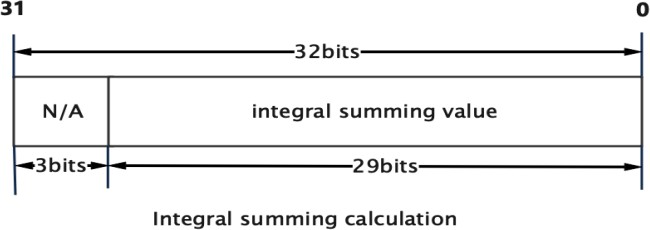 31 0
32bits
N/A integral summing value
3bits 29bits
Integral summing calculation